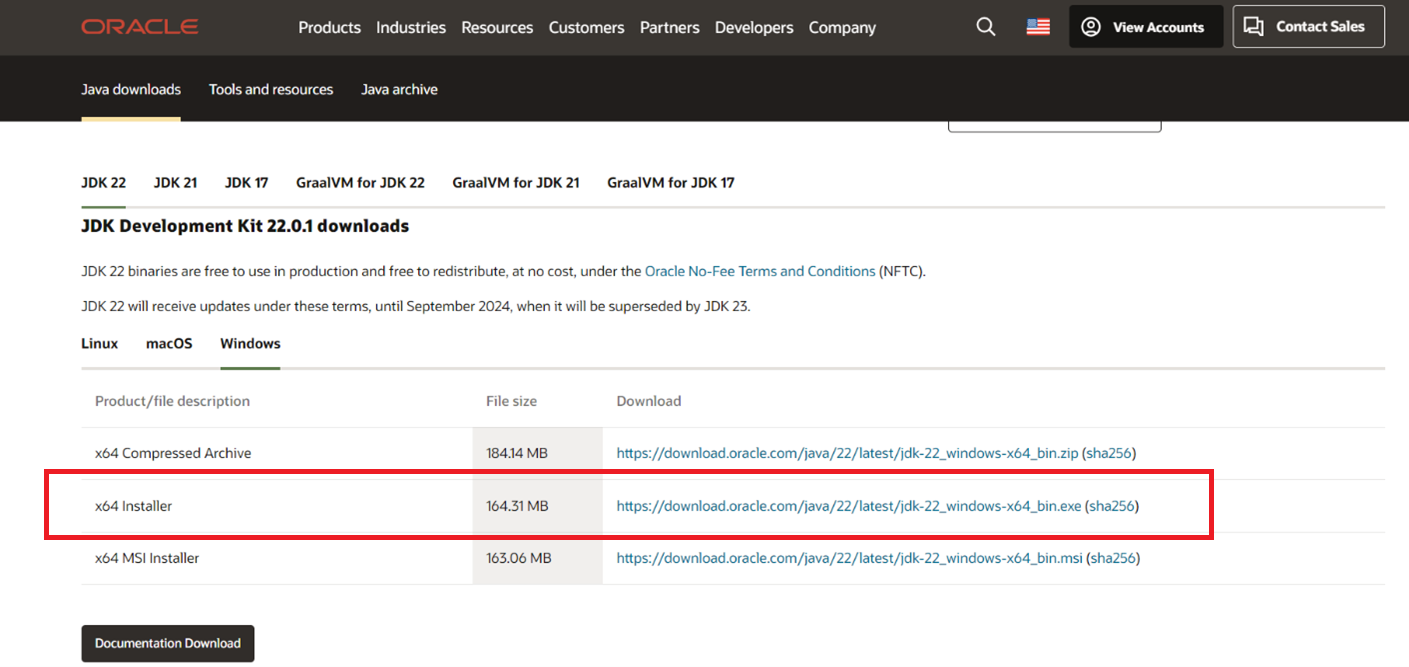 ORACLE Products Industries Resources Customers Partners Developers Company View Accounts Contact Sales
Java downloads Tools and resources Java archive
JDK 22 JDK 21 JDK 17 GraalVM for JDK 22 GraalVM for JDK 21 GraalVM for JDK 17
JDK Development Kit 22.0.1 downloads
JDK 22 binaries are free to use in production and free to redistribute, at no cost, under the Oracle No-Fee Terms and Conditions (NFTC).
JDK 22 will receive updates under these terms, until September 2024, when it will be superseded by JDK 23.
Linux macOS Windows
Product/file description File size Download
x64 Compressed Archive 184.14 MB https://download.oracle.com/java/22/latest/jdk-22_windows-x64_bin.zip (sha256)
x64 Installer 164.31 MB https://download.oracle.com/java/22/latest/jdk-22_windows-x64_bin.exe (sha256)
x64 MSI Installer 163.06 MB https://download.oracle.com/java/22/latest/jdk-22_windows-x64_bin.msi (sha256)
Documentation Download